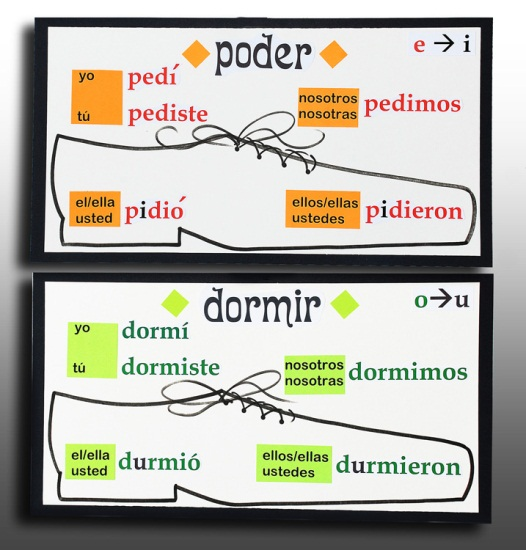 poder
e → i
yo pedí
tú pediste
nosotros
nosotras pedimos
el/ella
usted pidió
ellos/ellas
ustedes pidieron
dormir
o→u
yo dormí
tú dormiste
nosotros
nosotras dormimos
el/ella
usted durmió
ellos/ellas
ustedes durmieron